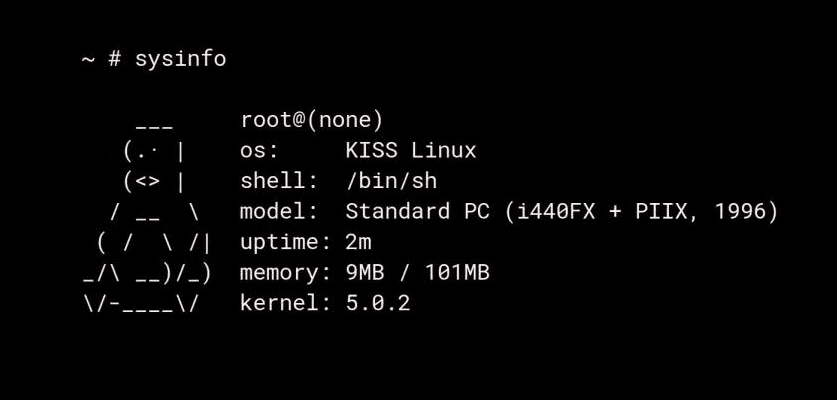 ~ # sysinfo
    ___     root@(none)
   (.· |    os:     KISS Linux
   (<> |    shell:  /bin/sh
  / __  \   model:  Standard PC (i440FX + PIIX, 1996)
 ( /  \ /|  uptime: 2m
_/\ __)/_)  memory: 9MB / 101MB
\/-____\/   kernel: 5.0.2